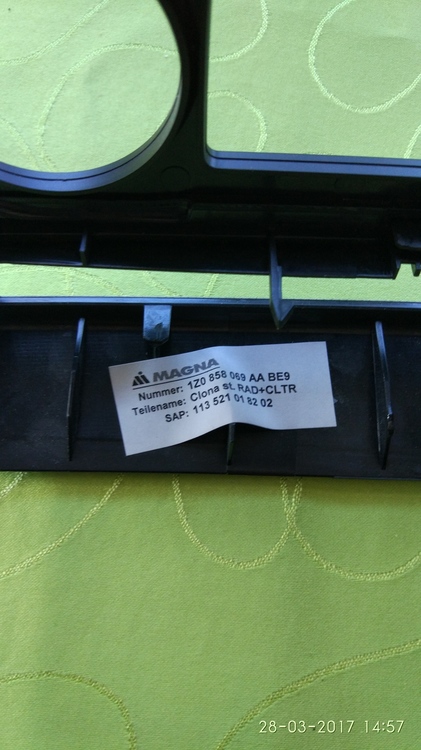 MAGNA
Nummer: 1Z0 858 069 AA BE9
Teilename: Clona st. RAD+CLTR
SAP: 113 521 01 82 02
28-03-2017 14:57